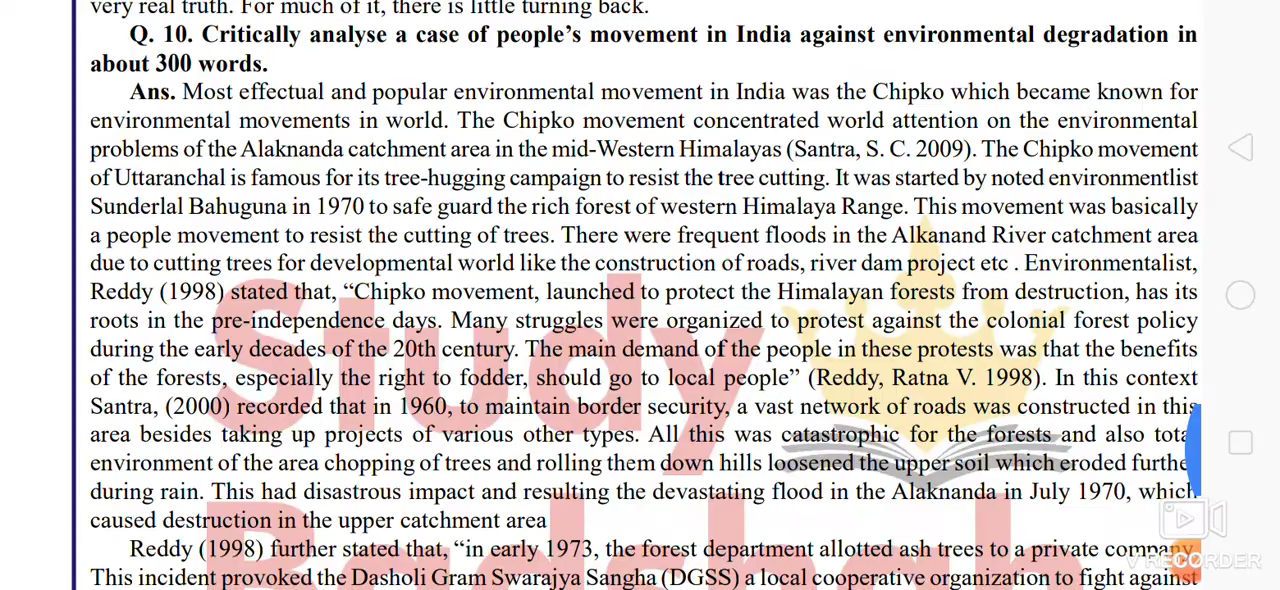 very real truth. For much of it, there is little turning back.
Q. 10. Critically analyse a case of people's movement in India against environmental degradation in
about 300 words.
Ans. Most effectual and popular environmental movement in India was the Chipko which became known for
environmental movements in world. The Chipko movement concentrated world attention on the environmental
problems of the Alaknanda catchment area in the mid-Western Himalayas (Santra, S. C. 2009). The Chipko movement
of Uttaranchal is famous for its tree-hugging campaign to resist the tree cutting. It was started by noted environmentlist
Sunderlal Bahuguna in 1970 to safe guard the rich forest of western Himalaya Range. This movement was basically
a people movement to resist the cutting of trees. There were frequent floods in the Alkanand River catchment area
due to cutting trees for developmental world like the construction of roads, river dam project etc . Environmentalist,
Reddy (1998) stated that, “Chipko movement, launched to protect the Himalayan forests from destruction, has its
roots in the pre-independence days. Many struggles were organized to protest against the colonial forest policy
during the early decades of the 20th century. The main demand of the people in these protests was that the benefits
of the forests, especially the right to fodder, should go to local people” (Reddy, Ratna V. 1998). In this context
Santra, (2000) recorded that in 1960, to maintain border security, a vast network of roads was constructed in this
area besides taking up projects of various other types. All this was catastrophic for the forests and also tota
environment of the area chopping of trees and rolling them down hills loosened the upper soil which eroded furthe
during rain. This had disastrous impact and resulting the devastating flood in the Alaknanda in July 1970, which
caused destruction in the upper catchment area
Reddy (1998) further stated that, “in early 1973, the forest department allotted ash trees to a private company
This incident provoked the Dasholi Gram Swarajya Sangha (DGSS) a local cooperative organization to fight against
Study
Badshah
V RECORDER